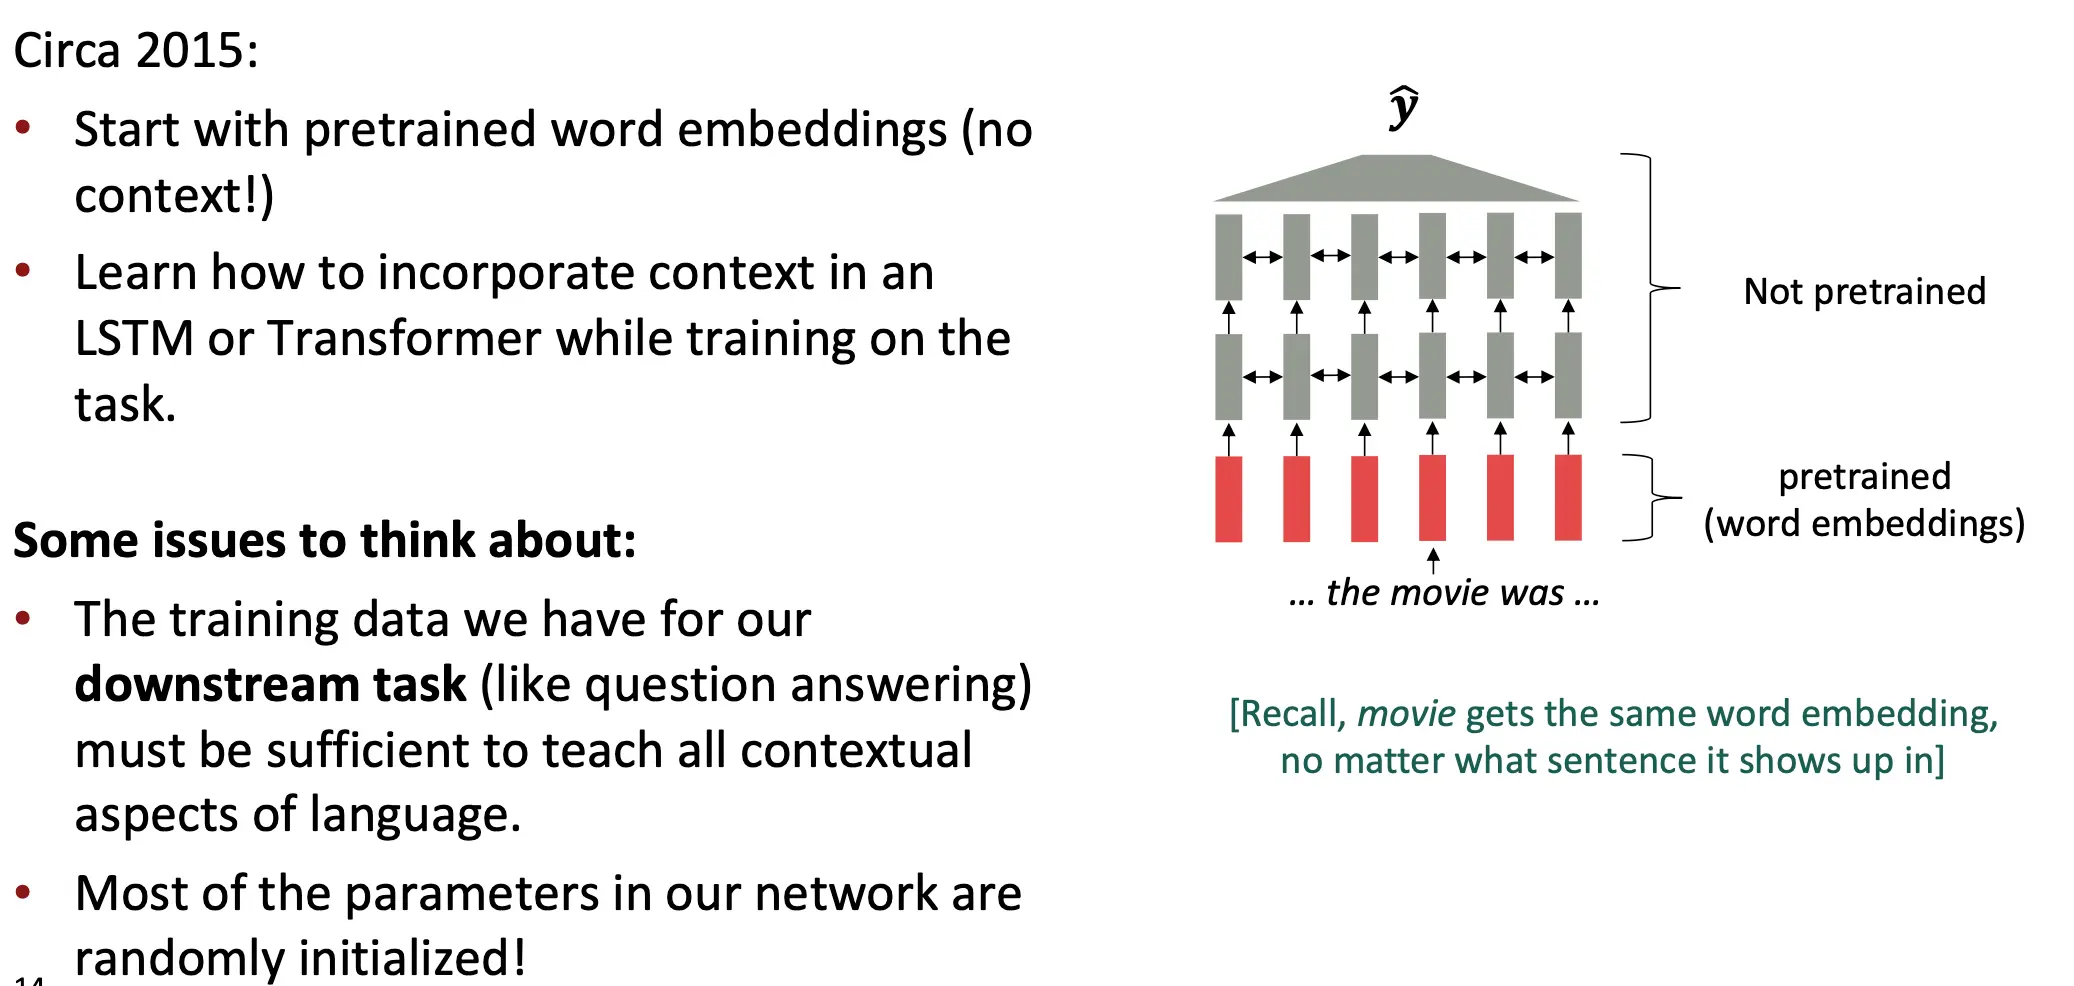 Circa 2015:
• Start with pretrained word embeddings (no
context!)
• Learn how to incorporate context in an
LSTM or Transformer while training on the
task.
Some issues to think about:
• The training data we have for our
downstream task (like question answering)
must be sufficient to teach all contextual
aspects of language.
• Most of the parameters in our network are
randomly initialized!
14
ŷ
Not pretrained
pretrained
(word embeddings)
… the movie was …
[Recall, movie gets the same word embedding,
no matter what sentence it shows up in]